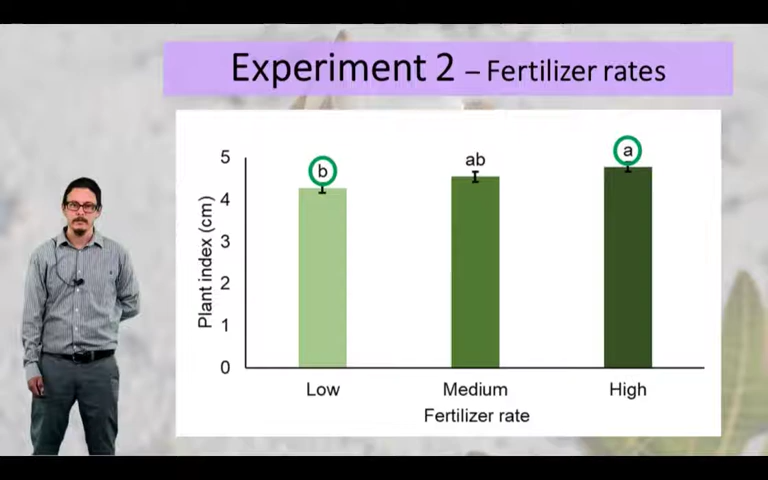 Experiment 2 – Fertilizer rates
b
ab
a
5
4
3
2
1
0
Plant index (cm)
Low
Medium
High
Fertilizer rate